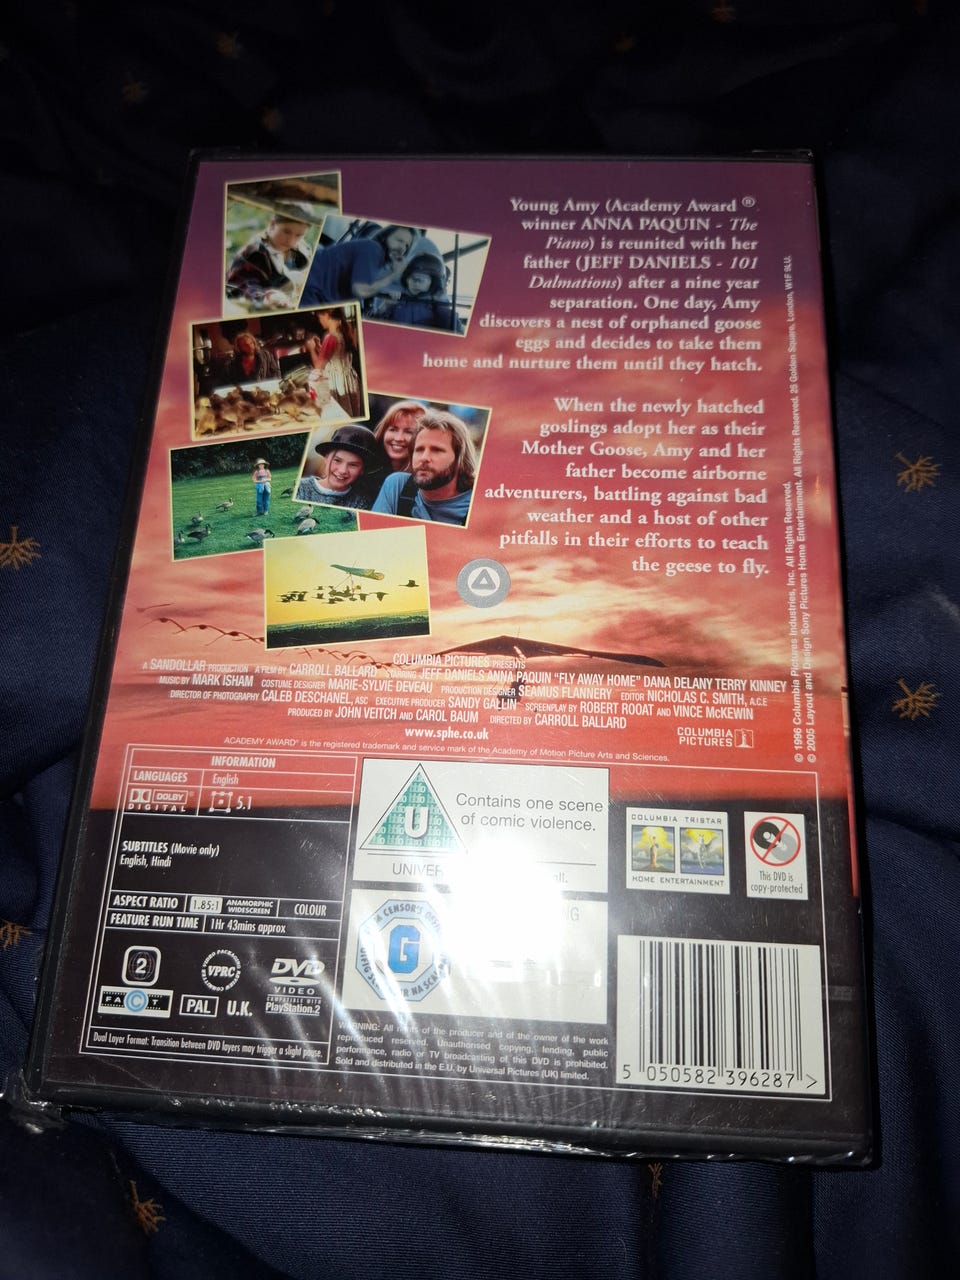 Young Amy (Academy Award ®
winner ANNA PAQUIN - The
Piano) is reunited with her
father (JEFF DANIELS - 101
Dalmations) after a nine year
separation. One day, Amy
discovers a nest of orphaned goose
eggs and decides to take them
home and nurture them until they hatch.
When the newly hatched
goslings adopt her as their
Mother Goose, Amy and her
father become airborne
adventurers, battling against bad
weather and a host of other
pitfalls in their efforts to teach
the geese to fly.
© 1996 Columbia Pictures Industries, Inc. All Rights Reserved.
© 2005 Layout and Design Sony Pictures Home Entertainment. All Rights Reserved. 25 Golden Square, London, W1F 9LU.
COLUMBIA PICTURES PRESENTS
A SANDOLLAR PRODUCTION A FILM BY CARROLL BALLARD STARRING JEFF DANIELS ANNA PAQUIN "FLY AWAY HOME" DANA DELANY TERRY KINNEY
MUSIC BY MARK ISHAM COSTUME DESIGNER MARIE-SYLVIE DEVEAU PRODUCTION DESIGNER SEAMUS FLANNERY EDITOR NICHOLAS C. SMITH, A.C.E
DIRECTOR OF PHOTOGRAPHY CALEB DESCHANEL, ASC EXECUTIVE PRODUCER SANDY GALLIN SCREENPLAY BY ROBERT RODAT AND VINCE McKEWIN
PRODUCED BY JOHN VEITCH AND CAROL BAUM DIRECTED BY CARROLL BALLARD
www.sphe.co.uk
COLUMBIA
PICTURES
ACADEMY AWARD® is the registered trademark and service mark of the Academy of Motion Picture Arts and Sciences.
INFORMATION
LANGUAGES English
DOLBY DIGITAL 5.1
SUBTITLES (Movie only)
English, Hindi
ASPECT RATIO 1.85:1 ANAMORPHIC WIDESCREEN COLOUR
FEATURE RUN TIME 1Hr 43mins approx
2
VIDEO PACKAGING REVIEW COMMITTEE VPRC
DVD VIDEO
COMPATIBLE WITH PlayStation.2
FACT
PAL
U.K.
Dual Layer Format: Transition between DVD layers may trigger a slight pause.
U
Contains one scene
of comic violence.
G
WARNING: All of the producer and of the owner of the work
reproduced reserved. Unauthorised copying, lending, public
performance, radio or TV broadcasting of this DVD is prohibited.
Sold and distributed in the E.U. by Universal Pictures (UK) limited.
COLUMBIA TRISTAR
HOME ENTERTAINMENT
This DVD is
copy-protected
5 050582 396287 >